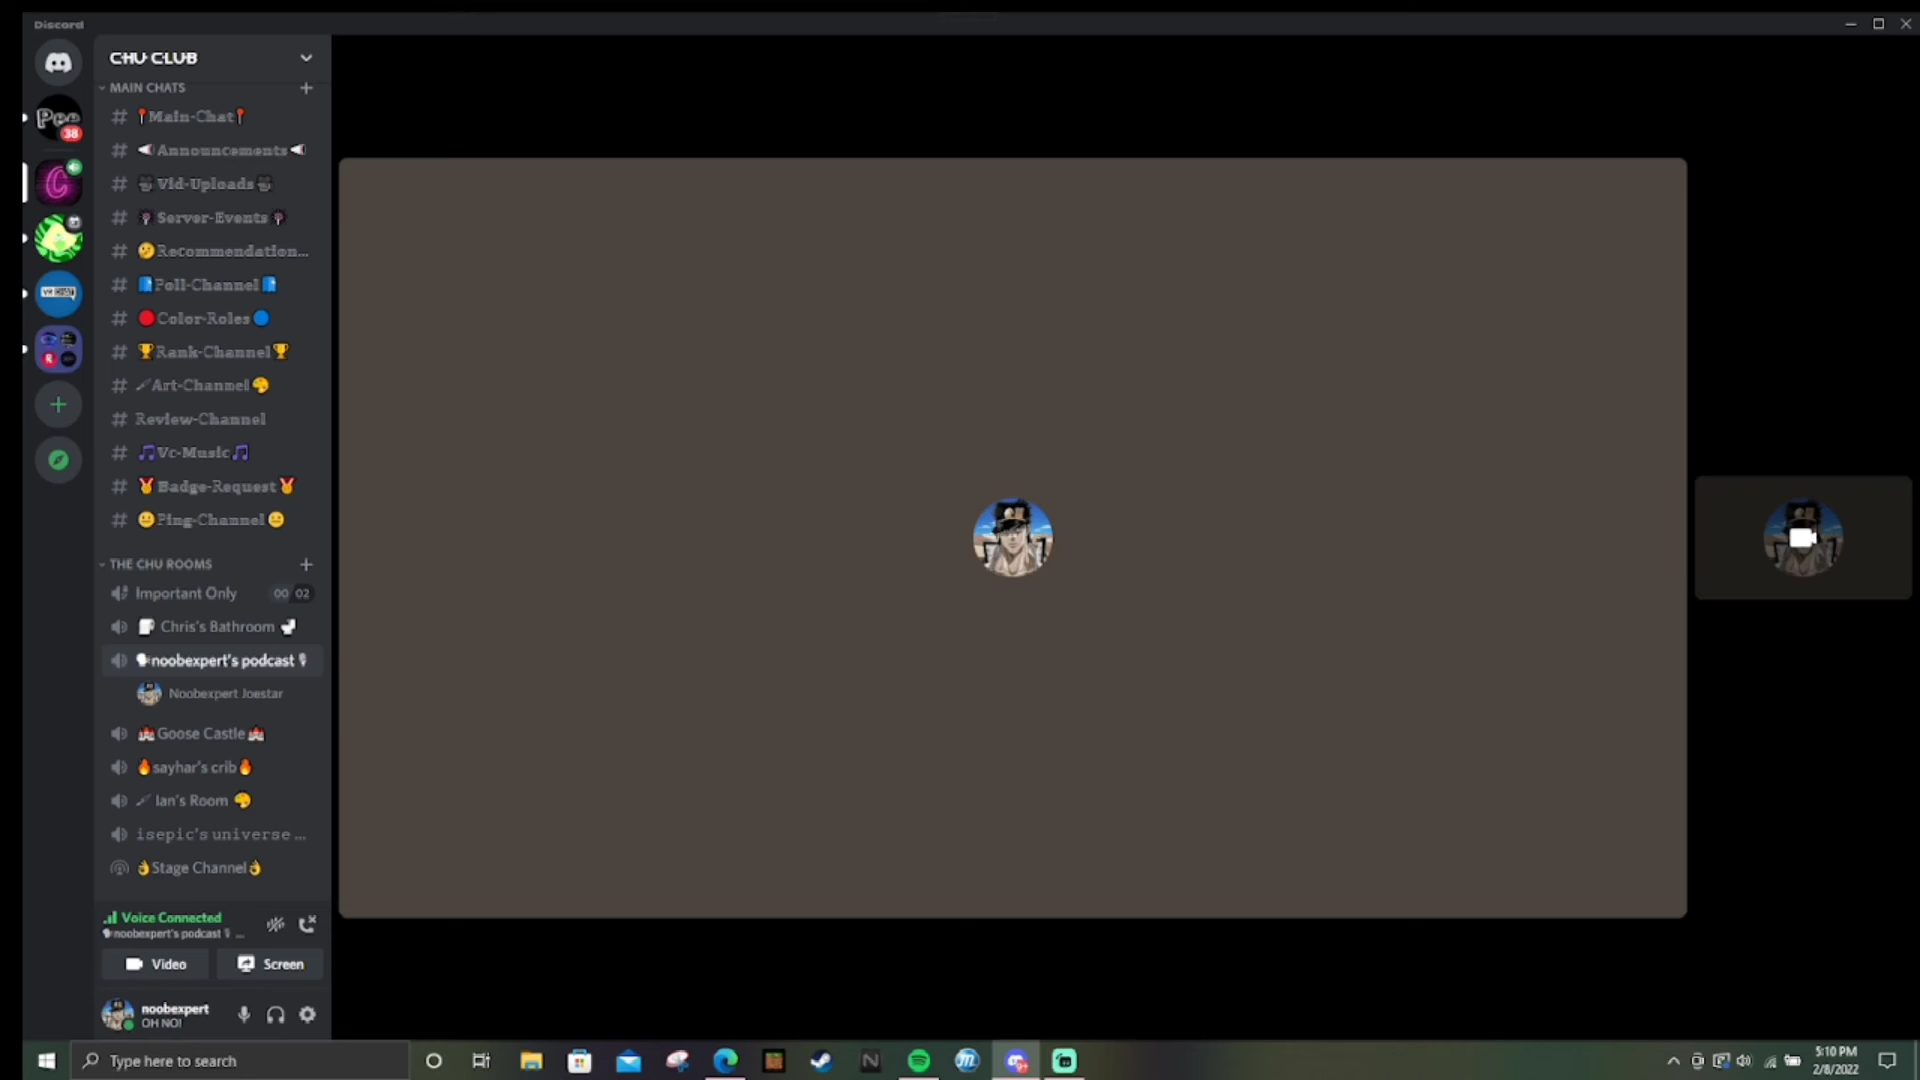 Discord
CHU CLUB
MAIN CHATS
Main-Chat
Announcements
Vid-Uploads
Server-Events
Recommendation...
Poll-Channel
Color-Roles
Rank-Channel
Art-Channel
Review-Channel
Vc-Music
Badge-Request
Ping-Channel
THE CHU ROOMS
Important Only 00 02
Chris's Bathroom
noobexpert's podcast
Noobexpert Joestar
Goose Castle
sayhar's crib
Ian's Room
isepic's universe ...
Stage Channel
Voice Connected
noobexpert's podcast ...
Video Screen
noobexpert
OH NO!
38
C
VR CHAT
R
Type here to search
N
5:10 PM
2/8/2022